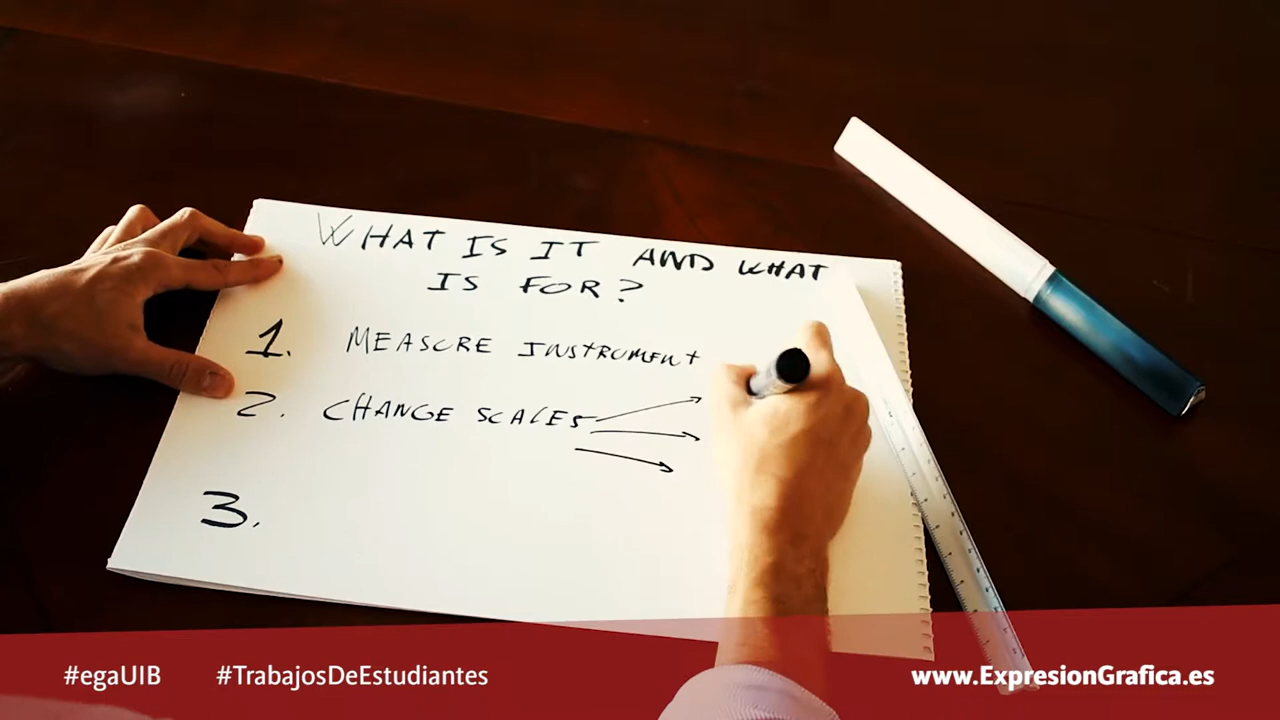 WHAT IS IT AND WHAT
IS FOR?
1. MEASURE INSTRUMENT
2. CHANGE SCALES
3.
#egaUIB #TrabajosDeEstudiantes www.ExpresionGrafica.es